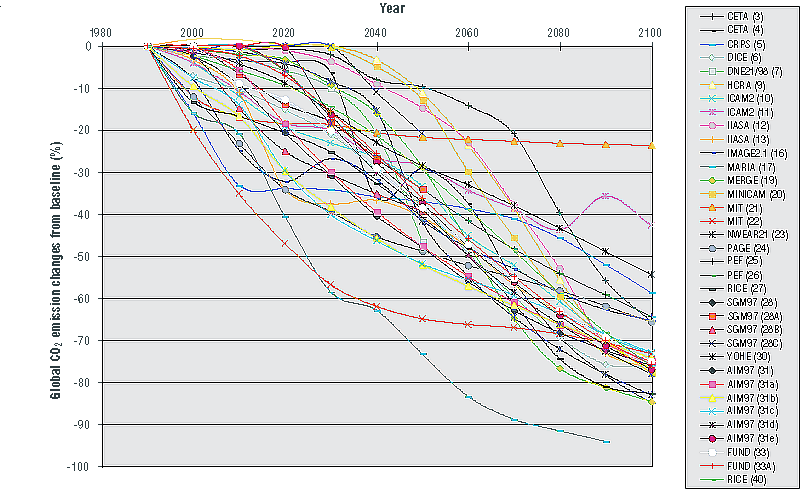 Year
1980
2000
2020
2040
2060
2080
2100
0
-10
-20
-30
-40
-50
-60
-70
-80
-90
-100
Global CO2 emission changes from baseline (%)
CETA (3)
CETA (4)
CRPS (5)
DICE (6)
DNE21/98 (7)
HCRA (9)
ICAM2 (10)
ICAM2 (11)
IIASA (12)
IIASA (13)
IMAGE2.1 (16)
MARIA (17)
MERGE (19)
MINICAM (20)
MIT (21)
MIT (22)
NWEAR21 (23)
PAGE (24)
PEF (25)
PEF (26)
RICE (27)
SGM97 (28)
SGM97 (28A)
SGM97 (28B)
SGM97 (28C)
YOHE (30)
AIM97 (31)
AIM97 (31a)
AIM97 (31b)
AIM97 (31c)
AIM97 (31d)
AIM97 (31e)
FUND (33)
FUND (33A)
RICE (40)